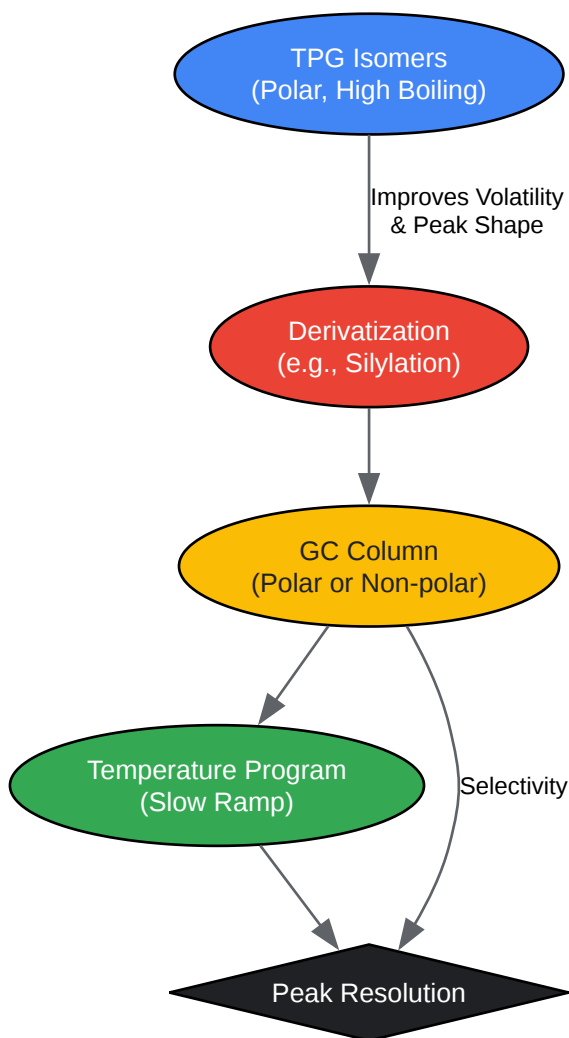 TPG Isomers
(Polar, High Boiling)
Improves Volatility
& Peak Shape
Derivatization
(e.g., Silylation)
GC Column
(Polar or Non-polar)
Temperature Program
(Slow Ramp)
Selectivity
Peak Resolution